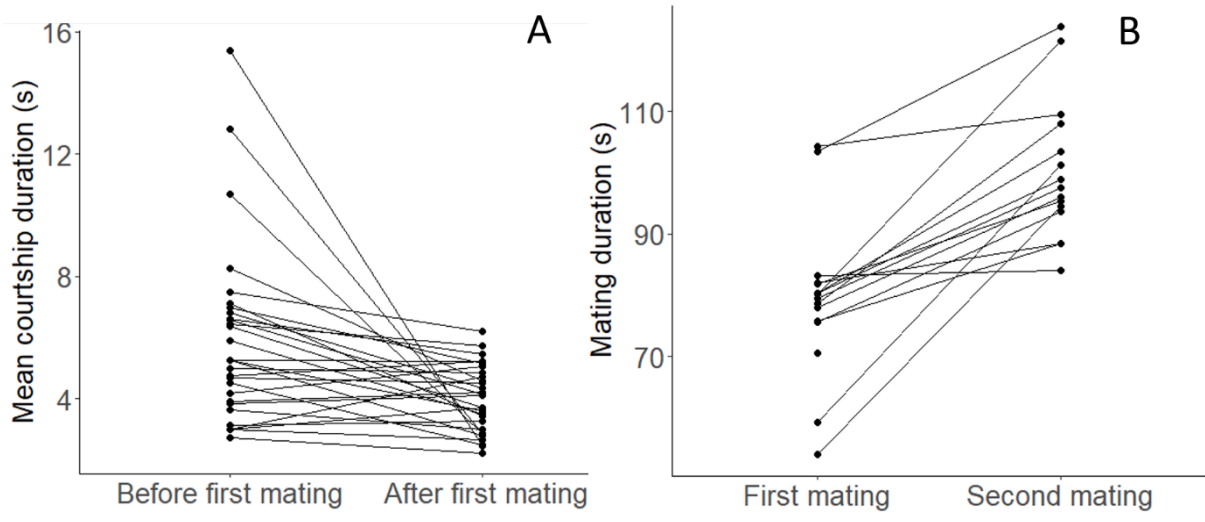 A
Mean courtship duration (s)
16
12
8
4
Before first mating
After first mating
B
Mating duration (s)
110
90
70
First mating
Second mating